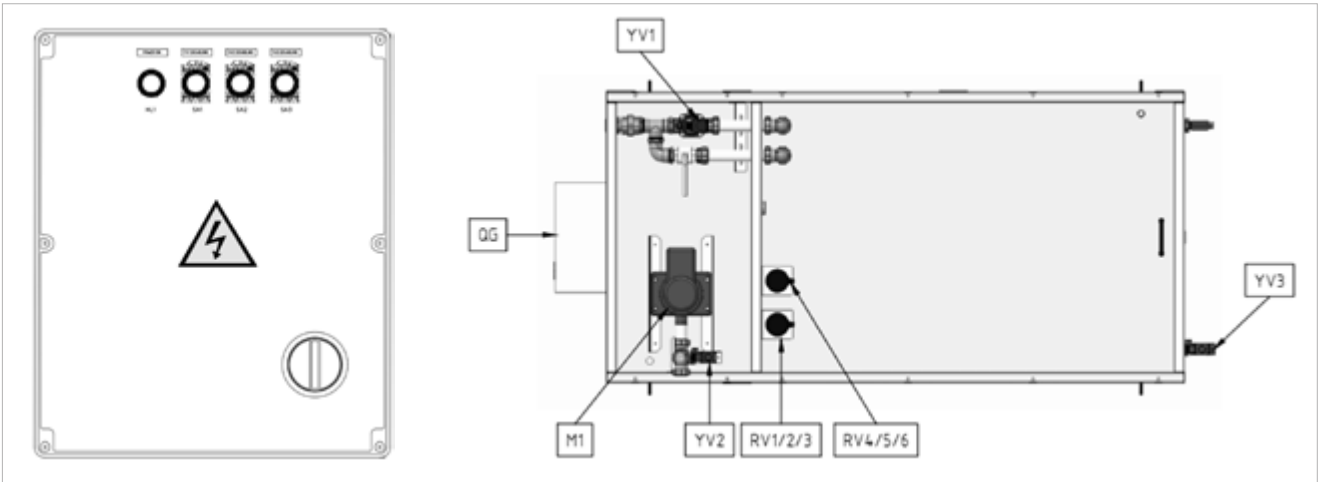 HL1
SA1
SA2
SA3
YV1
QG
YV3
M1
YV2
RV1/2/3
RV4/5/6